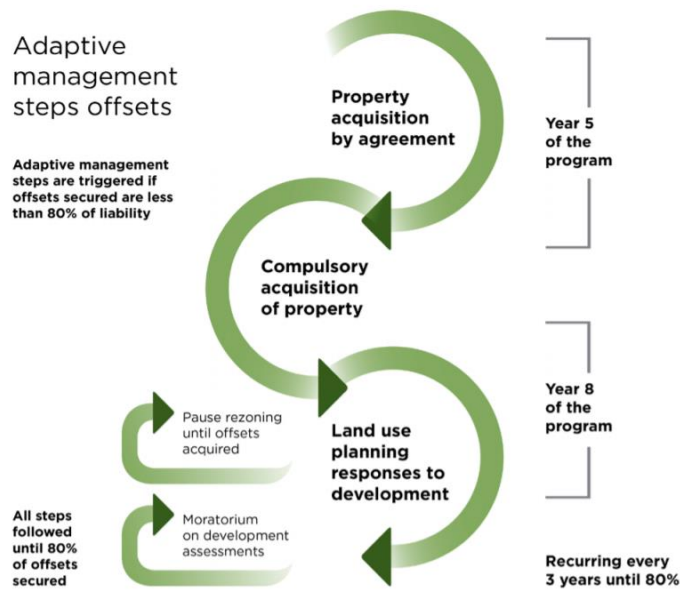 Adaptive
management
steps offsets
Adaptive management
steps are triggered if
offsets secured are less
than 80% of liability
Property
acquisition
by agreement
Year 5
of the
program
Compulsory
acquisition
of property
Year 8
of the
program
Pause rezoning
until offsets
acquired
Land use
planning
responses to
development
All steps
followed
until 80%
of offsets
secured
Moratorium
on development
assessments
Recurring every
3 years until 80%